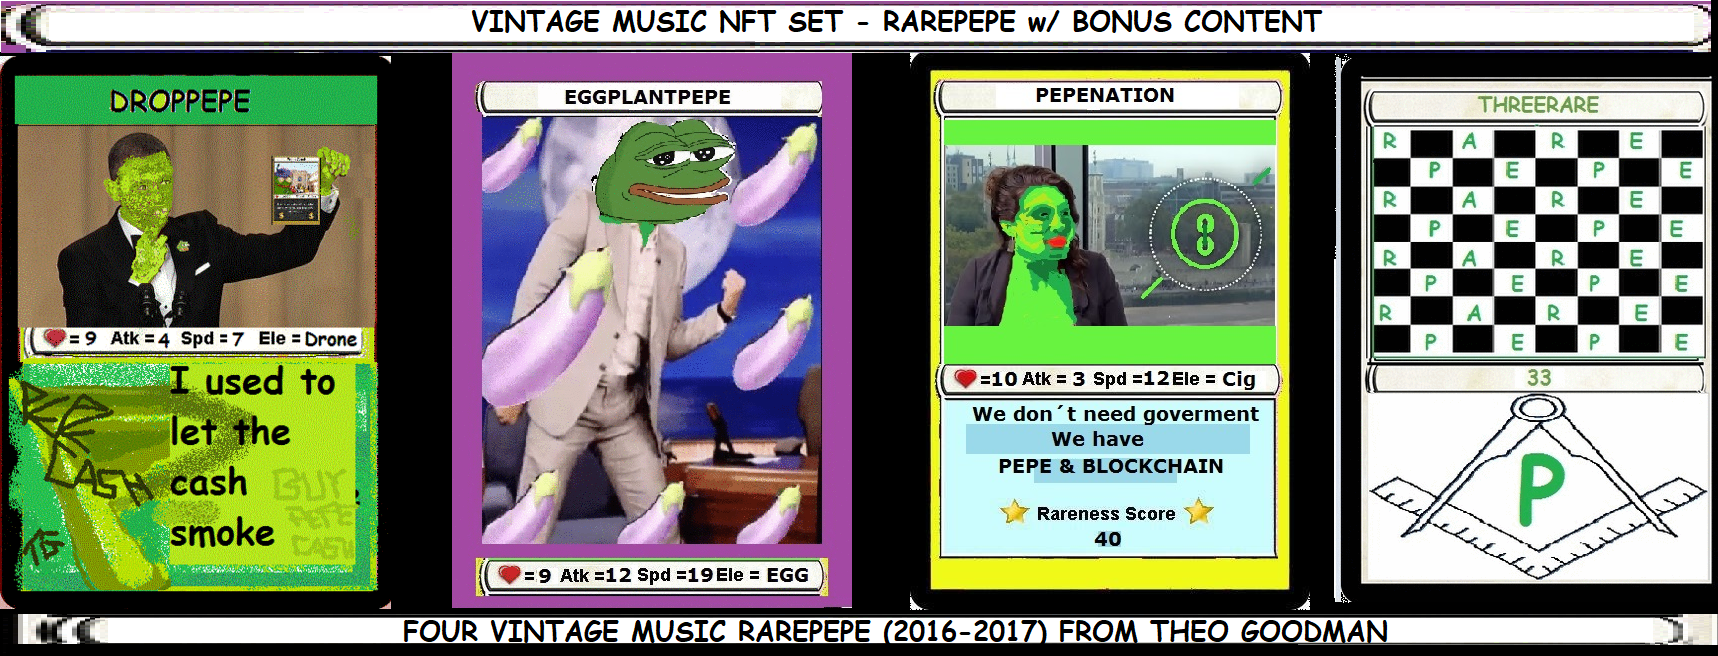 VINTAGE MUSIC NFT SET - RAREPEPE w/ BONUS CONTENT
DROPPEPE
= 9 Atk = 4 Spd = 7 Ele = Drone
I used to
let the
cash
smoke
PEPE
CASH
BUY
PEPE
CASH
TG
EGGPLANTPEPE
= 9 Atk =12 Spd =19 Ele = EGG
PEPENATION
=10 Atk = 3 Spd =12 Ele = Cig
We don´t need goverment
We have
PEPE & BLOCKCHAIN
Rareness Score
40
THREERARE
R A R E
P E P E
R A R E
P E P E
R A R E
P E P E
R A R E
P E P E
33
P
FOUR VINTAGE MUSIC RAREPEPE (2016-2017) FROM THEO GOODMAN